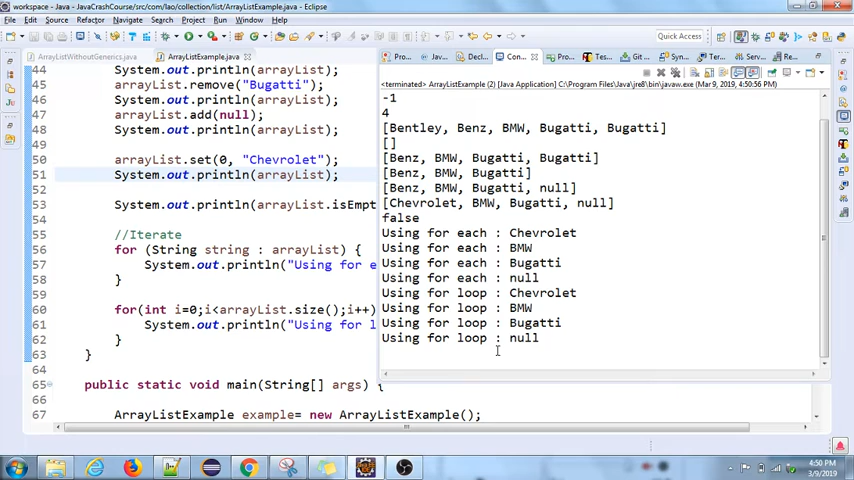 workspace - JavaCrashCourse/src/com/lao/collection/list/ArrayListExample.java - Eclipse
File Edit Source Refactor Navigate Search Project Run Window Help
Quick Access
ArrayListWithoutGenerics.java
ArrayListExample.java
Pro...
Jav...
Decl...
Con...
Pro...
Tes...
Git ...
Syn...
Ter...
Ser...
Re...
<terminated> ArrayListExample (2) [Java Application] C:\Program Files\Java\jre8\bin\javaw.exe (Mar 9, 2019, 4:50:56 PM)
44 System.out.println(arrayList);
45 arrayList.remove("Bugatti");
46 System.out.println(arrayList);
47 arrayList.add(null);
48 System.out.println(arrayList);
49
50 arrayList.set(0, "Chevrolet");
51 System.out.println(arrayList);
52
53 System.out.println(arrayList.isEmpt
54
55 //Iterate
56 for (String string : arrayList) {
57 System.out.println("Using for e
58 }
59
60 for(int i=0;i<arrayList.size();i++)
61 System.out.println("Using for l
62 }
63 }
64
65 public static void main(String[] args) {
66
67 ArrayListExample example= new ArrayListExample();
-1
4
[Bentley, Benz, BMW, Bugatti, Bugatti]
[]
[Benz, BMW, Bugatti, Bugatti]
[Benz, BMW, Bugatti]
[Benz, BMW, Bugatti, null]
[Chevrolet, BMW, Bugatti, null]
false
Using for each : Chevrolet
Using for each : BMW
Using for each : Bugatti
Using for each : null
Using for loop : Chevrolet
Using for loop : BMW
Using for loop : Bugatti
Using for loop : null
4:50 PM
3/9/2019